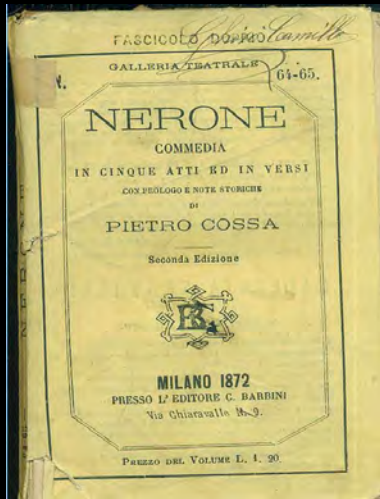 FASCICOLO DOPPIO
Camillo
GALLERIA TEATRALE
N. 64-65.
NERONE
COMMEDIA
IN CINQUE ATTI ED IN VERSI
CON PROLOGO E NOTE STORICHE
DI
PIETRO COSSA
Seconda Edizione
MILANO 1872
PRESSO L' EDITORE C. BARBINI
Via Chiaravalle N. 9.
PREZZO DEL VOLUME L. 1. 20